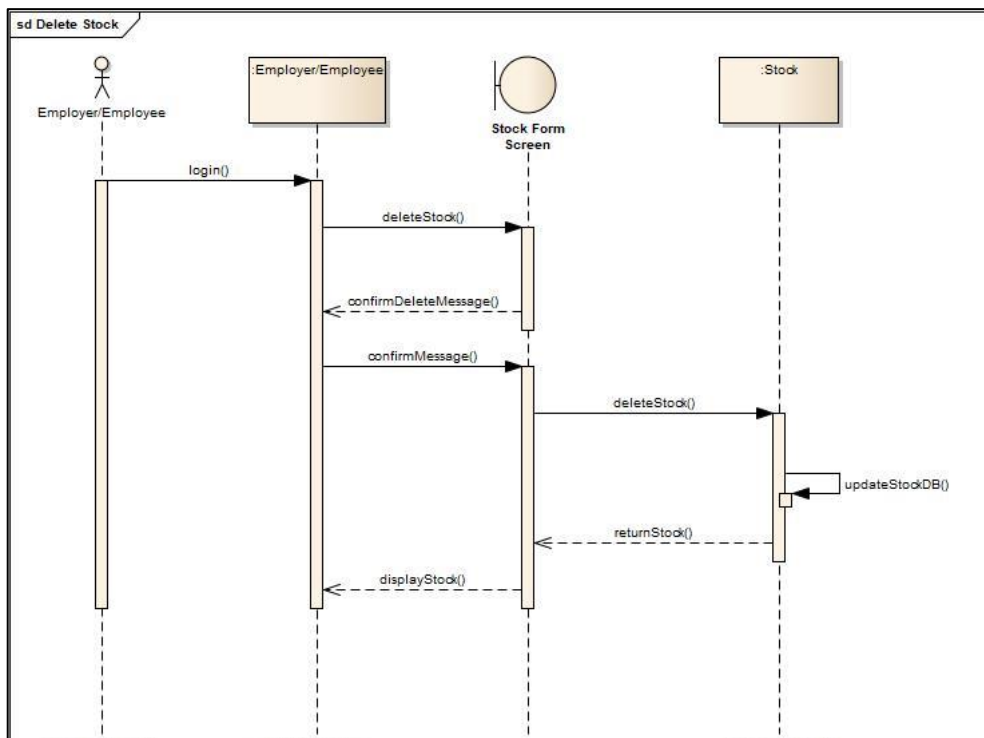 sd Delete Stock
Employer/Employee
:Employer/Employee
Stock Form
Screen
:Stock
login()
deleteStock()
confirmDeleteMessage()
confirmMessage()
deleteStock()
updateStockDB()
returnStock()
displayStock()